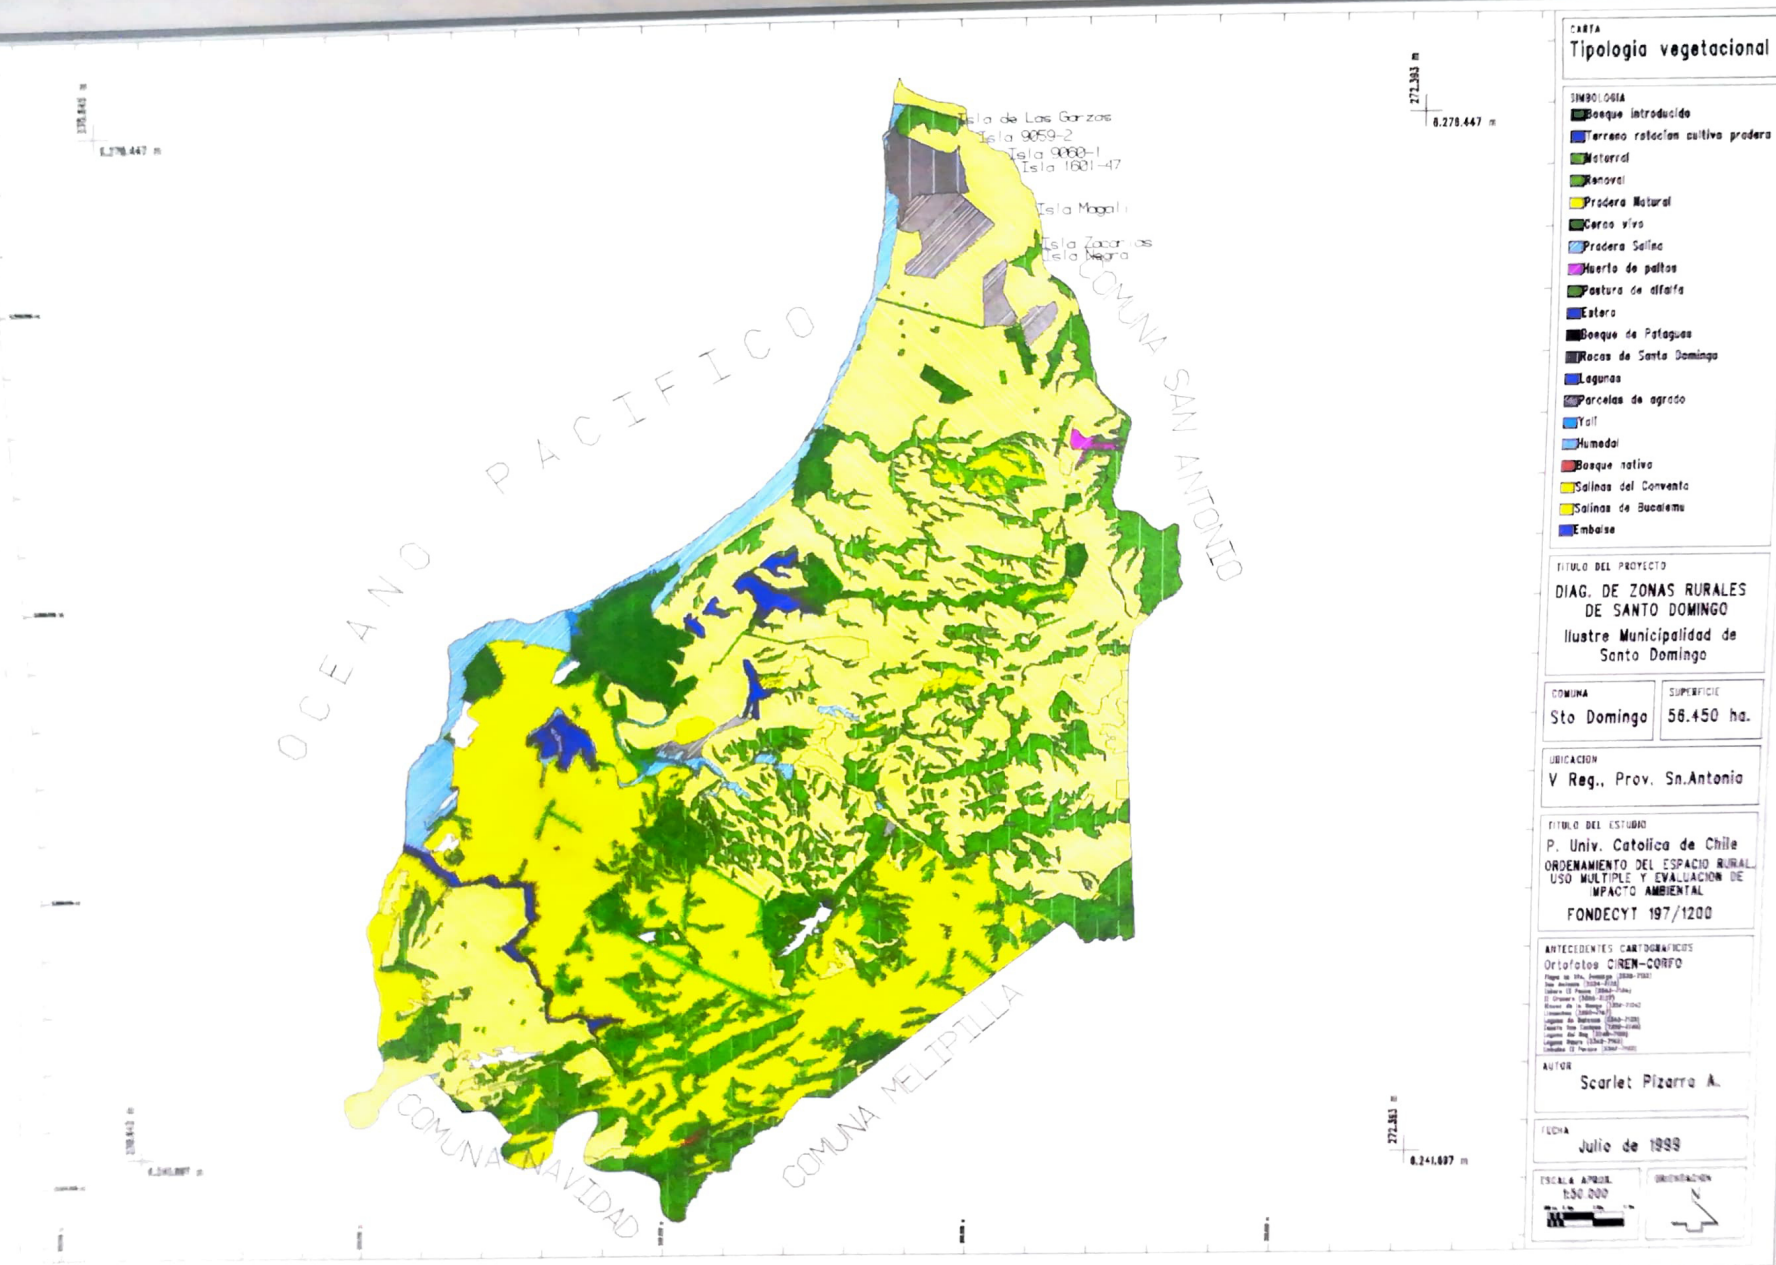 CARTA
Tipologia vegetacional
SIMBOLOGIA
Bosque introducido
Terreno rotacion cultivo pradera
Matorral
Renoval
Pradera Natural
Cerco vivo
Pradera Salina
Huerto de paltos
Pastura de alfalfa
Estero
Bosque de Pataguas
Rocas de Santo Domingo
Lagunas
Parcelas de agrado
Yali
Humedal
Bosque nativo
Salinas del Convento
Salinas de Bucalemu
Embalse
TITULO DEL PROYECTO
DIAG. DE ZONAS RURALES
DE SANTO DOMINGO
Ilustre Municipalidad de
Santo Domingo
COMUNA
Sto Domingo
SUPERFICIE
56.450 ha.
UBICACION
V Reg., Prov. Sn.Antonio
TITULO DEL ESTUDIO
P. Univ. Catolica de Chile
ORDENAMIENTO DEL ESPACIO RURAL.
USO MULTIPLE Y EVALUACION DE
IMPACTO AMBIENTAL
FONDECYT 197/1200
ANTECEDENTES CARTOGRAFICOS
Ortofotos CIREN-CORFO
AUTOR
Scarlet Pizarro A.
FECHA
Julio de 1999
ESCALA APROX.
1:50.000
ORIENTACION
N
272.393 m
6.278.447 m
6.278.447 m
Isla de Las Garzas
Isla 9059-2
Isla 9060-1
Isla 1601-47
Isla Magali
Isla Zacarias
Isla Negra
OCEANO PACIFICO
COMUNA SAN ANTONIO
COMUNA MELIPILLA
COMUNA NAVIDAD
272.393 m
6.241.697 m